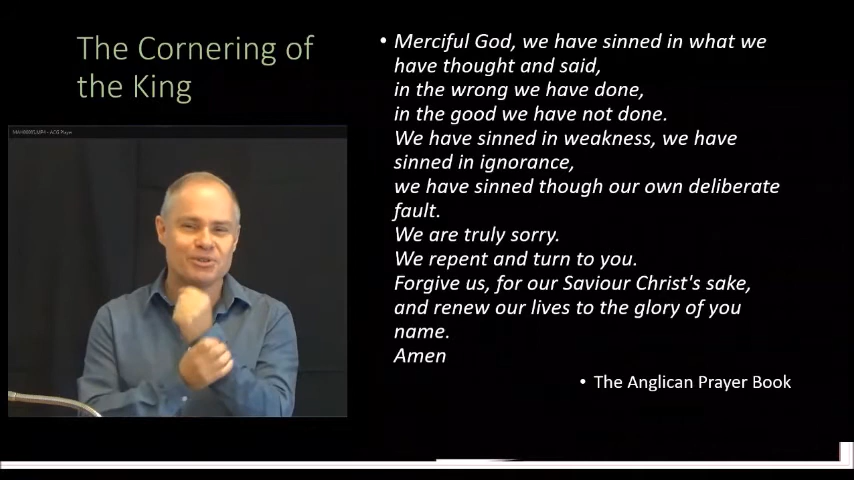 The Cornering of
the King
• Merciful God, we have sinned in what we
have thought and said,
in the wrong we have done,
in the good we have not done.
We have sinned in weakness, we have
sinned in ignorance,
we have sinned though our own deliberate
fault.
We are truly sorry.
We repent and turn to you.
Forgive us, for our Saviour Christ's sake,
and renew our lives to the glory of you
name.
Amen
• The Anglican Prayer Book